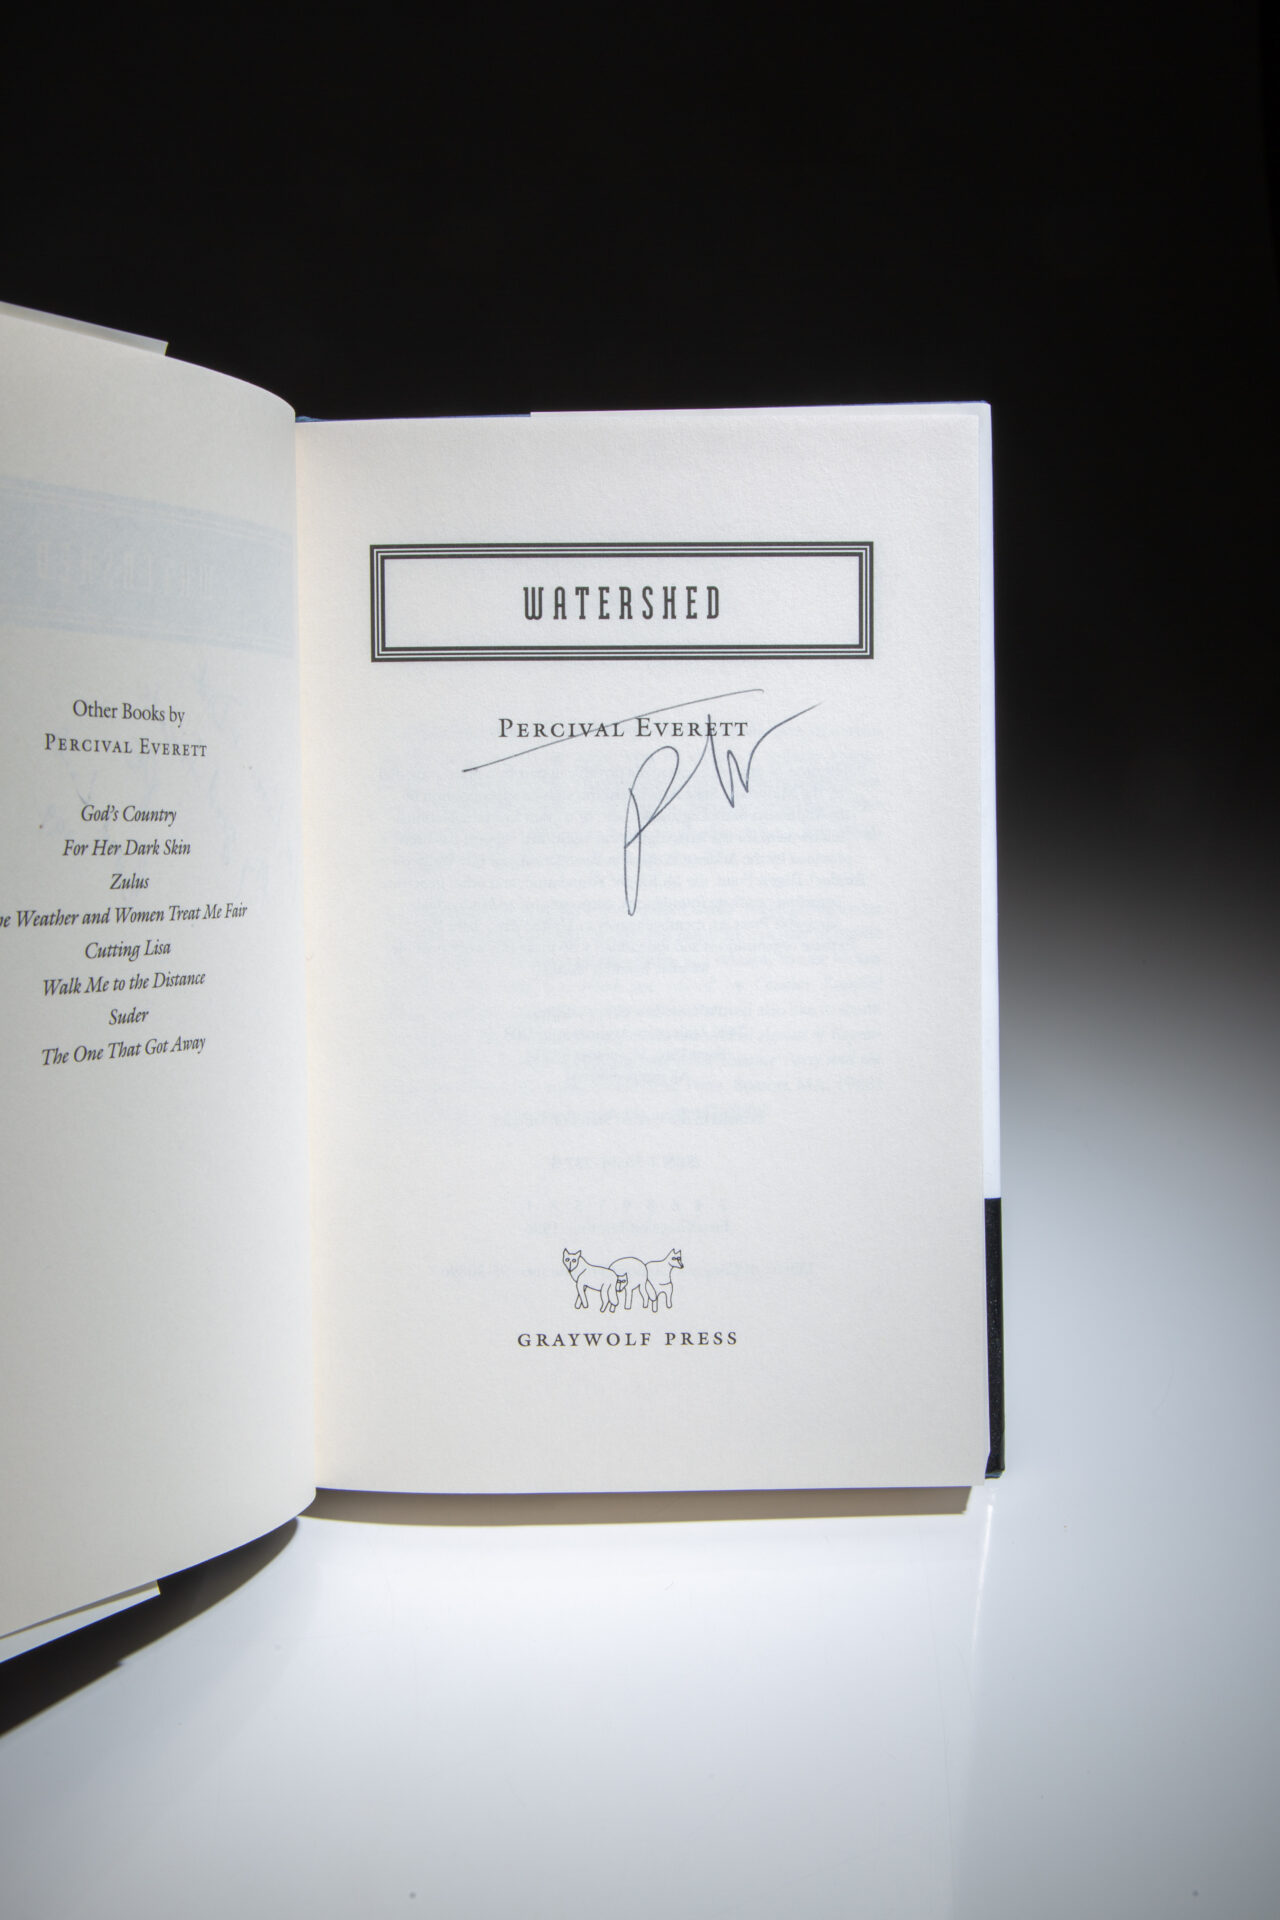 Other Books by
PERCIVAL EVERETT
God's Country
For Her Dark Skin
Zulus
Weather and Women Treat Me Fair
Cutting Lisa
Walk Me to the Distance
Suder
The One That Got Away
WATERSHED
PERCIVAL EVERETT
GRAYWOLF PRESS